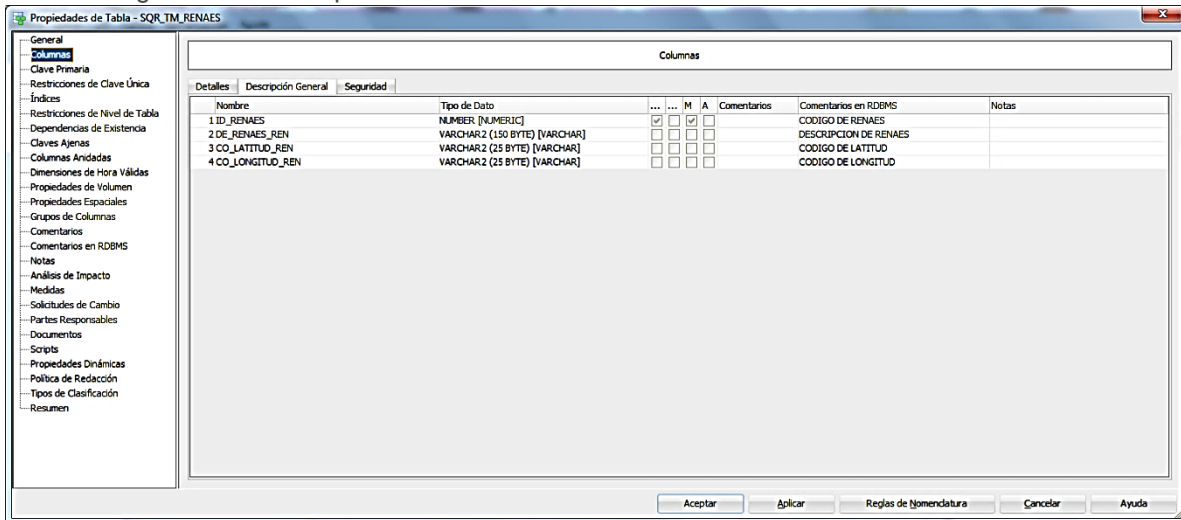 Propiedades de Tabla - SQR_TM_RENAES
General
Columnas
Clave Primaria
Restricciones de Clave Única
Índices
Restricciones de Nivel de Tabla
Dependencias de Existencia
Claves Ajenas
Columnas Anidadas
Dimensiones de Hora Válidas
Propiedades de Volumen
Propiedades Espaciales
Grupos de Columnas
Comentarios
Comentarios en RDBMS
Notas
Análisis de Impacto
Medidas
Solicitudes de Cambio
Partes Responsables
Documentos
Scripts
Propiedades Dinámicas
Política de Redacción
Tipos de Clasificación
Resumen
Columnas
Detalles Descripción General Seguridad
Nombre Tipo de Dato ... ... M A Comentarios Comentarios en RDBMS Notas
1 ID_RENAES NUMBER [NUMERIC] CODIGO DE RENAES
2 DE_RENAES_REN VARCHAR2 (150 BYTE) [VARCHAR] DESCRIPCION DE RENAES
3 CO_LATITUD_REN VARCHAR2 (25 BYTE) [VARCHAR] CODIGO DE LATITUD
4 CO_LONGITUD_REN VARCHAR2 (25 BYTE) [VARCHAR] CODIGO DE LONGITUD
Aceptar Aplicar Reglas de Nomenclatura Cancelar Ayuda